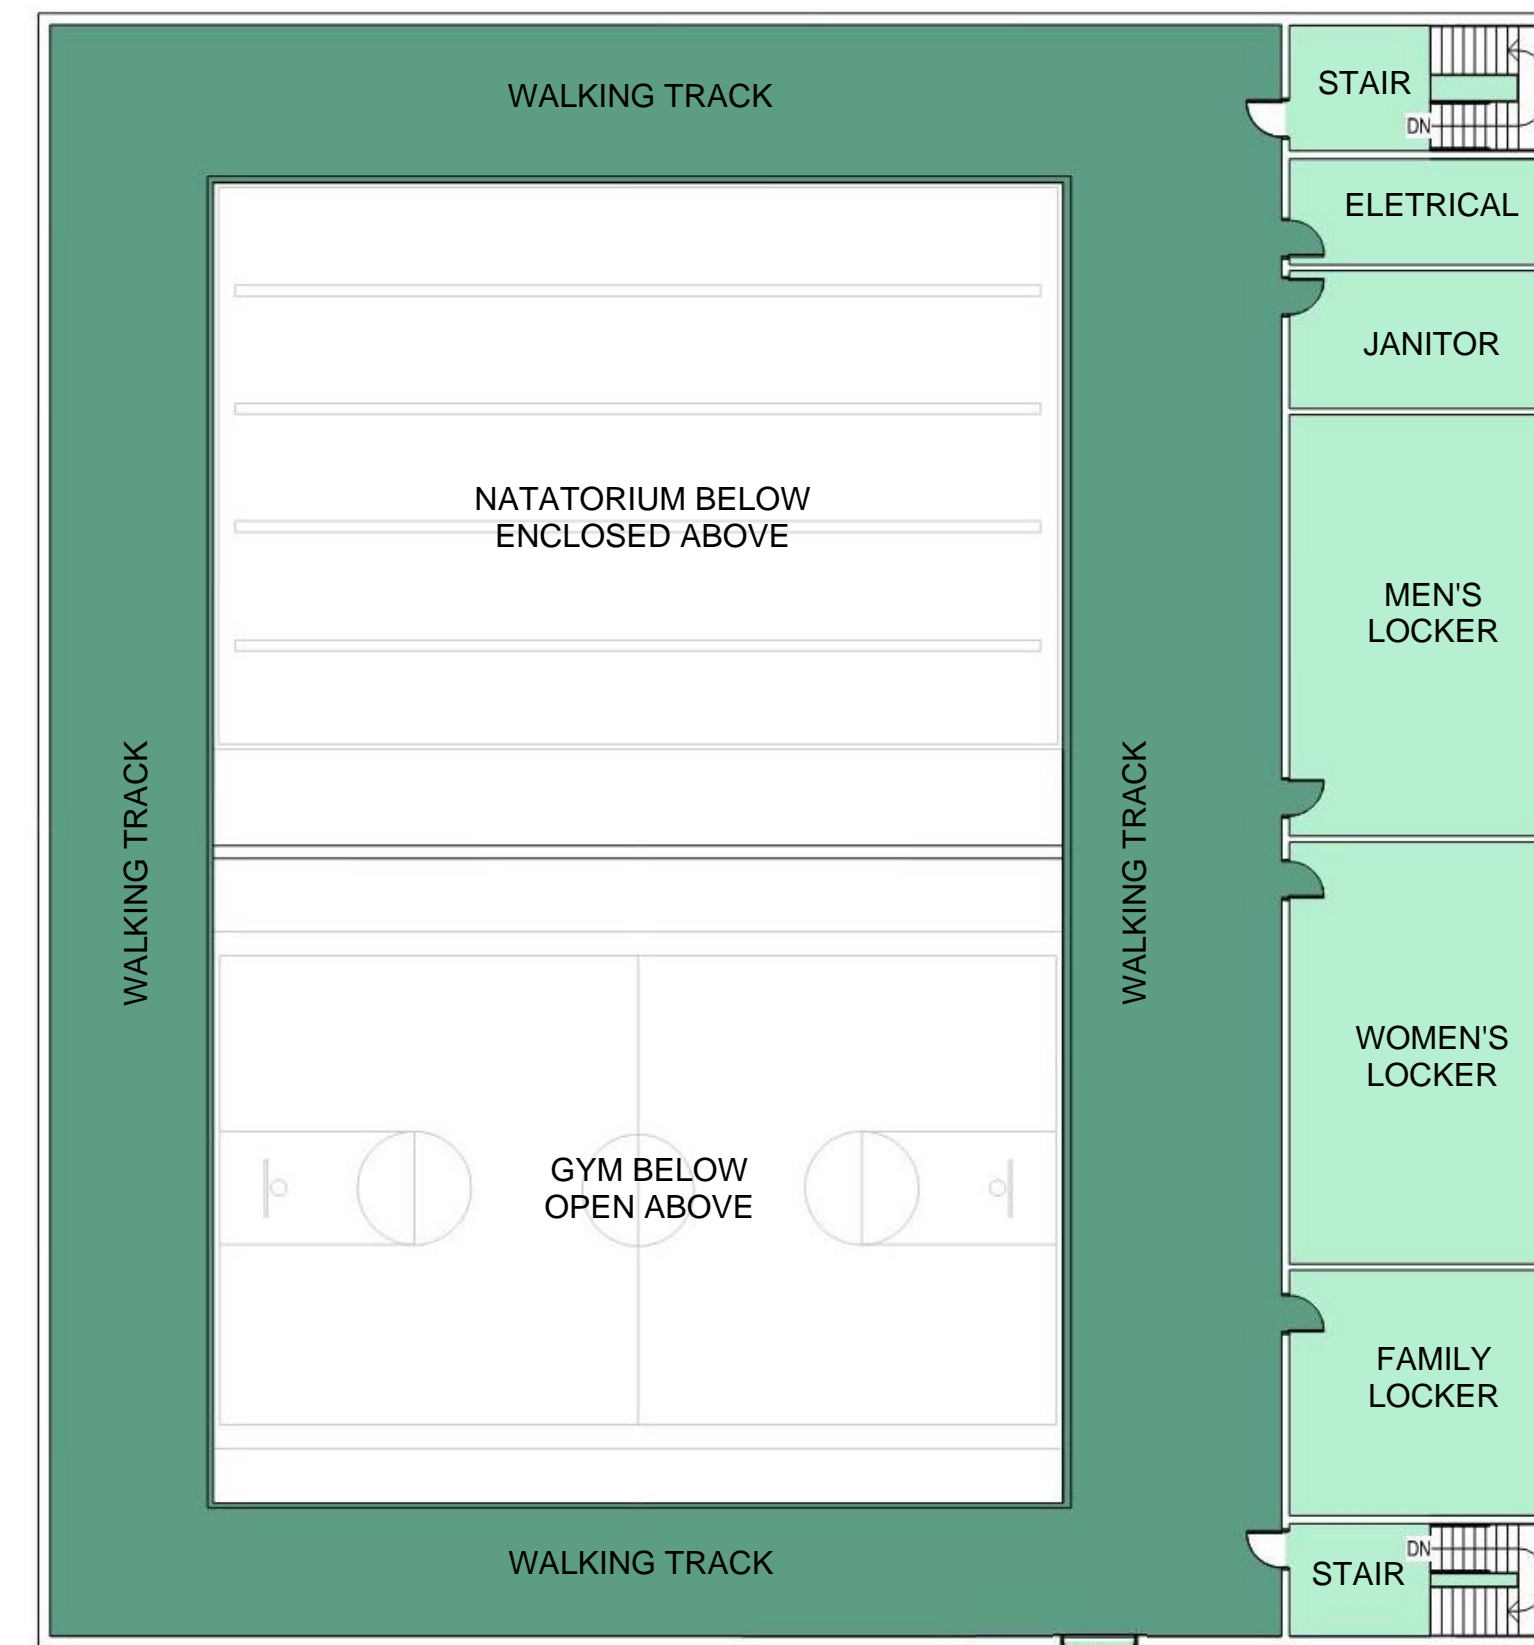 WALKING TRACK
STAIR
DN
ELETRICAL
JANITOR
NATATORIUM BELOW
ENCLOSED ABOVE
MEN'S
LOCKER
WALKING TRACK
WALKING TRACK
WOMEN'S
LOCKER
GYM BELOW
OPEN ABOVE
FAMILY
LOCKER
WALKING TRACK
DN
STAIR